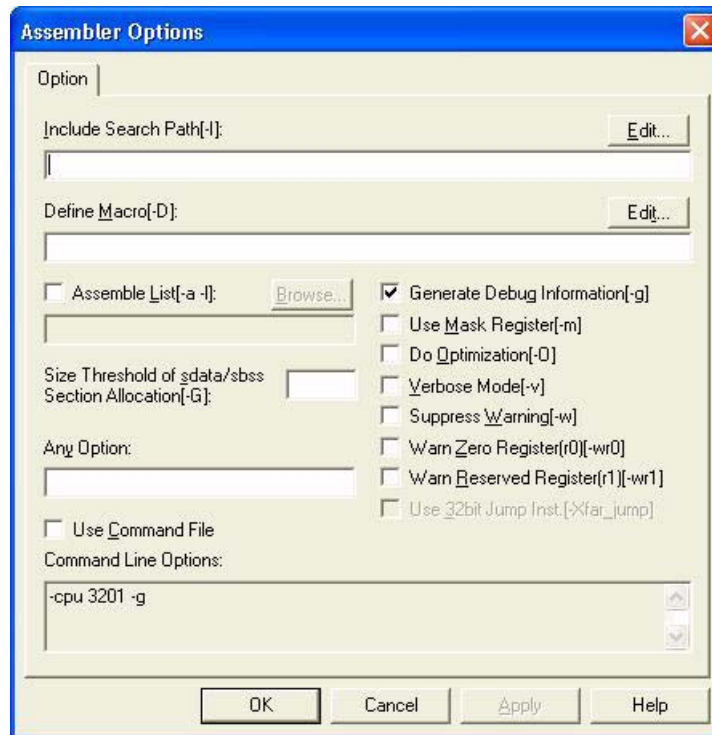 Assembler Options
Option
Include Search Path[-I]:
Edit...
Define Macro[-D]:
Edit...
Assemble List[-a -l]:
Browse...
Generate Debug Information[-g]
Use Mask Register[-m]
Do Optimization[-O]
Size Threshold of sdata/sbss
Section Allocation[-G]:
Verbose Mode[-v]
Suppress Warning[-w]
Any Option:
Warn Zero Register(r0)[-wr0]
Warn Reserved Register(r1)[-wr1]
Use 32bit Jump Inst.[-Xfar_jump]
Use Command File
Command Line Options:
-cpu 3201 -g
OK
Cancel
Apply
Help